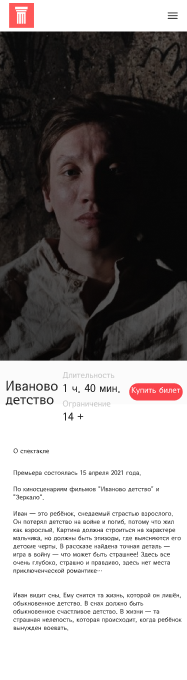 Иваново
детство
Длительность
1 ч, 40 мин,
Ограничение
14 +
Купить билет
О спектакле
Премьера состоялась 15 апреля 2021 года,
По киносценариям фильмов "Иваново детство" и
"Зеркало",
Иван — это ребёнок, снедаемый страстью взрослого,
Он потерял детство на войне и погиб, потому что жил
как взрослый, Картина должна строиться на характере
мальчика, но должны быть эпизоды, где выясняются его
детские черты, В рассказе найдена точная деталь —
игра в войну — что может быть страшнее! Здесь все
очень глубоко, страшно и правдиво, здесь нет места
приключенческой романтике…
Иван видит сны, Ему снится та жизнь, которой он лишён,
обыкновенное детство, В снах должно быть
обыкновенное счастливое детство, В жизни — та
страшная нелепость, которая происходит, когда ребёнок
вынужден воевать,